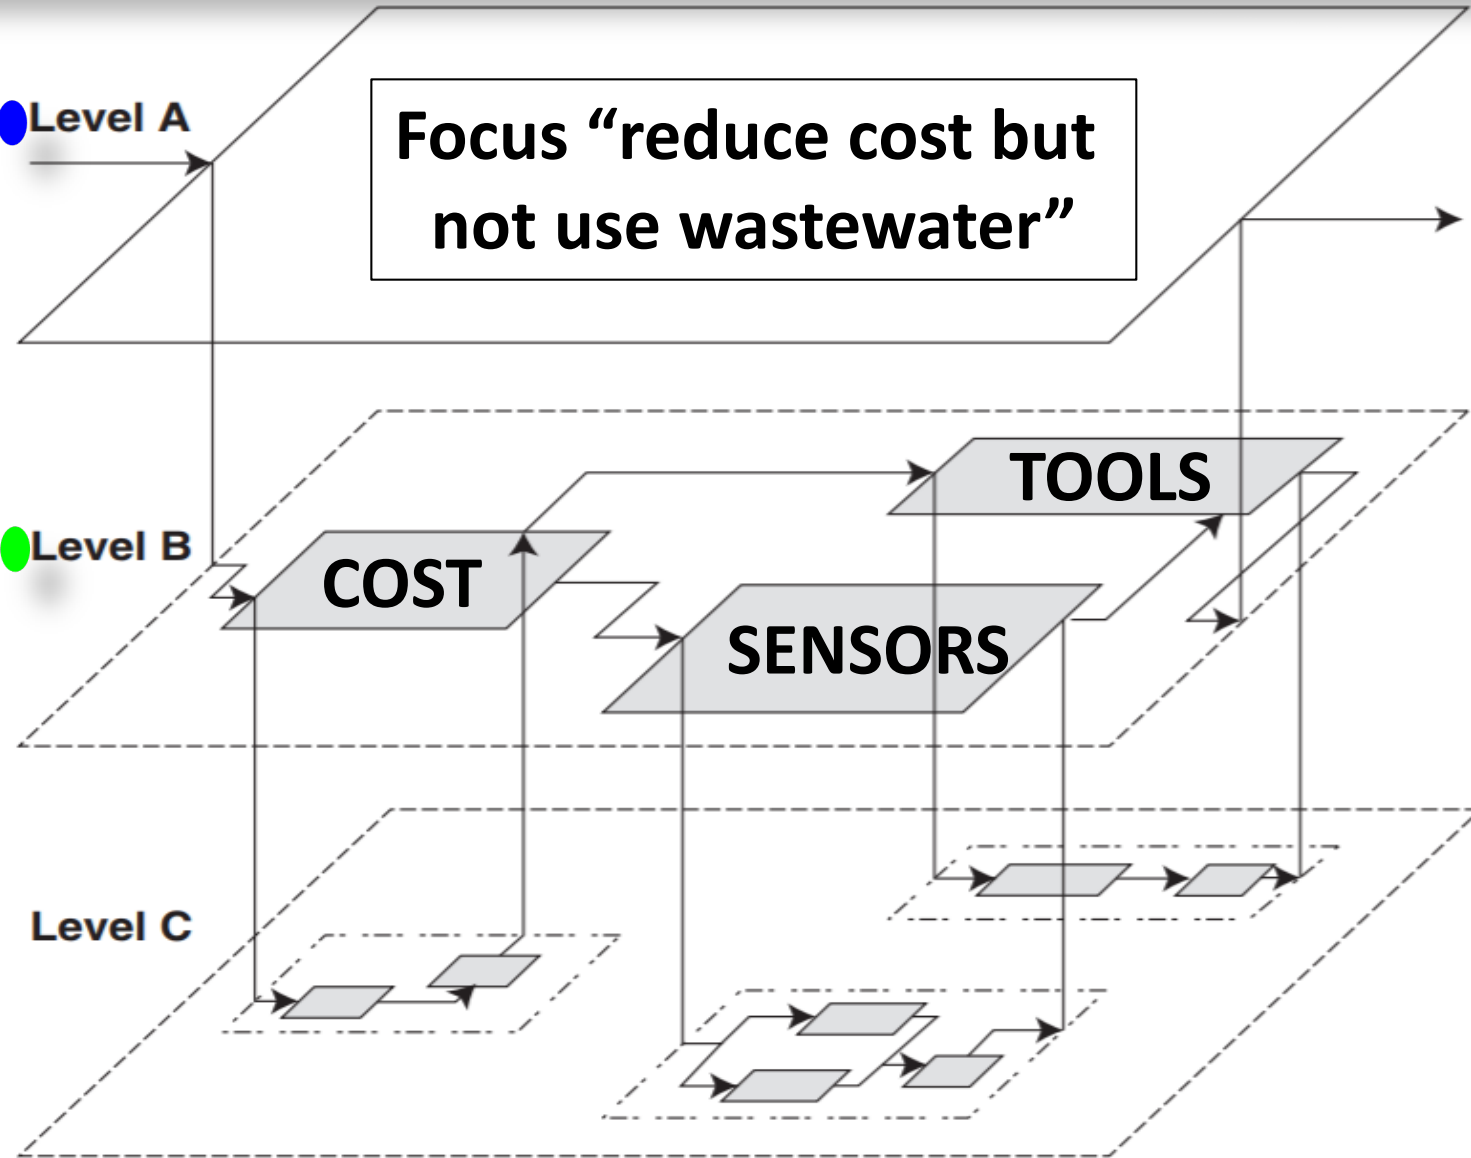 Level A
Focus “reduce cost but
not use wastewater”
Level B
TOOLS
COST
SENSORS
Level C